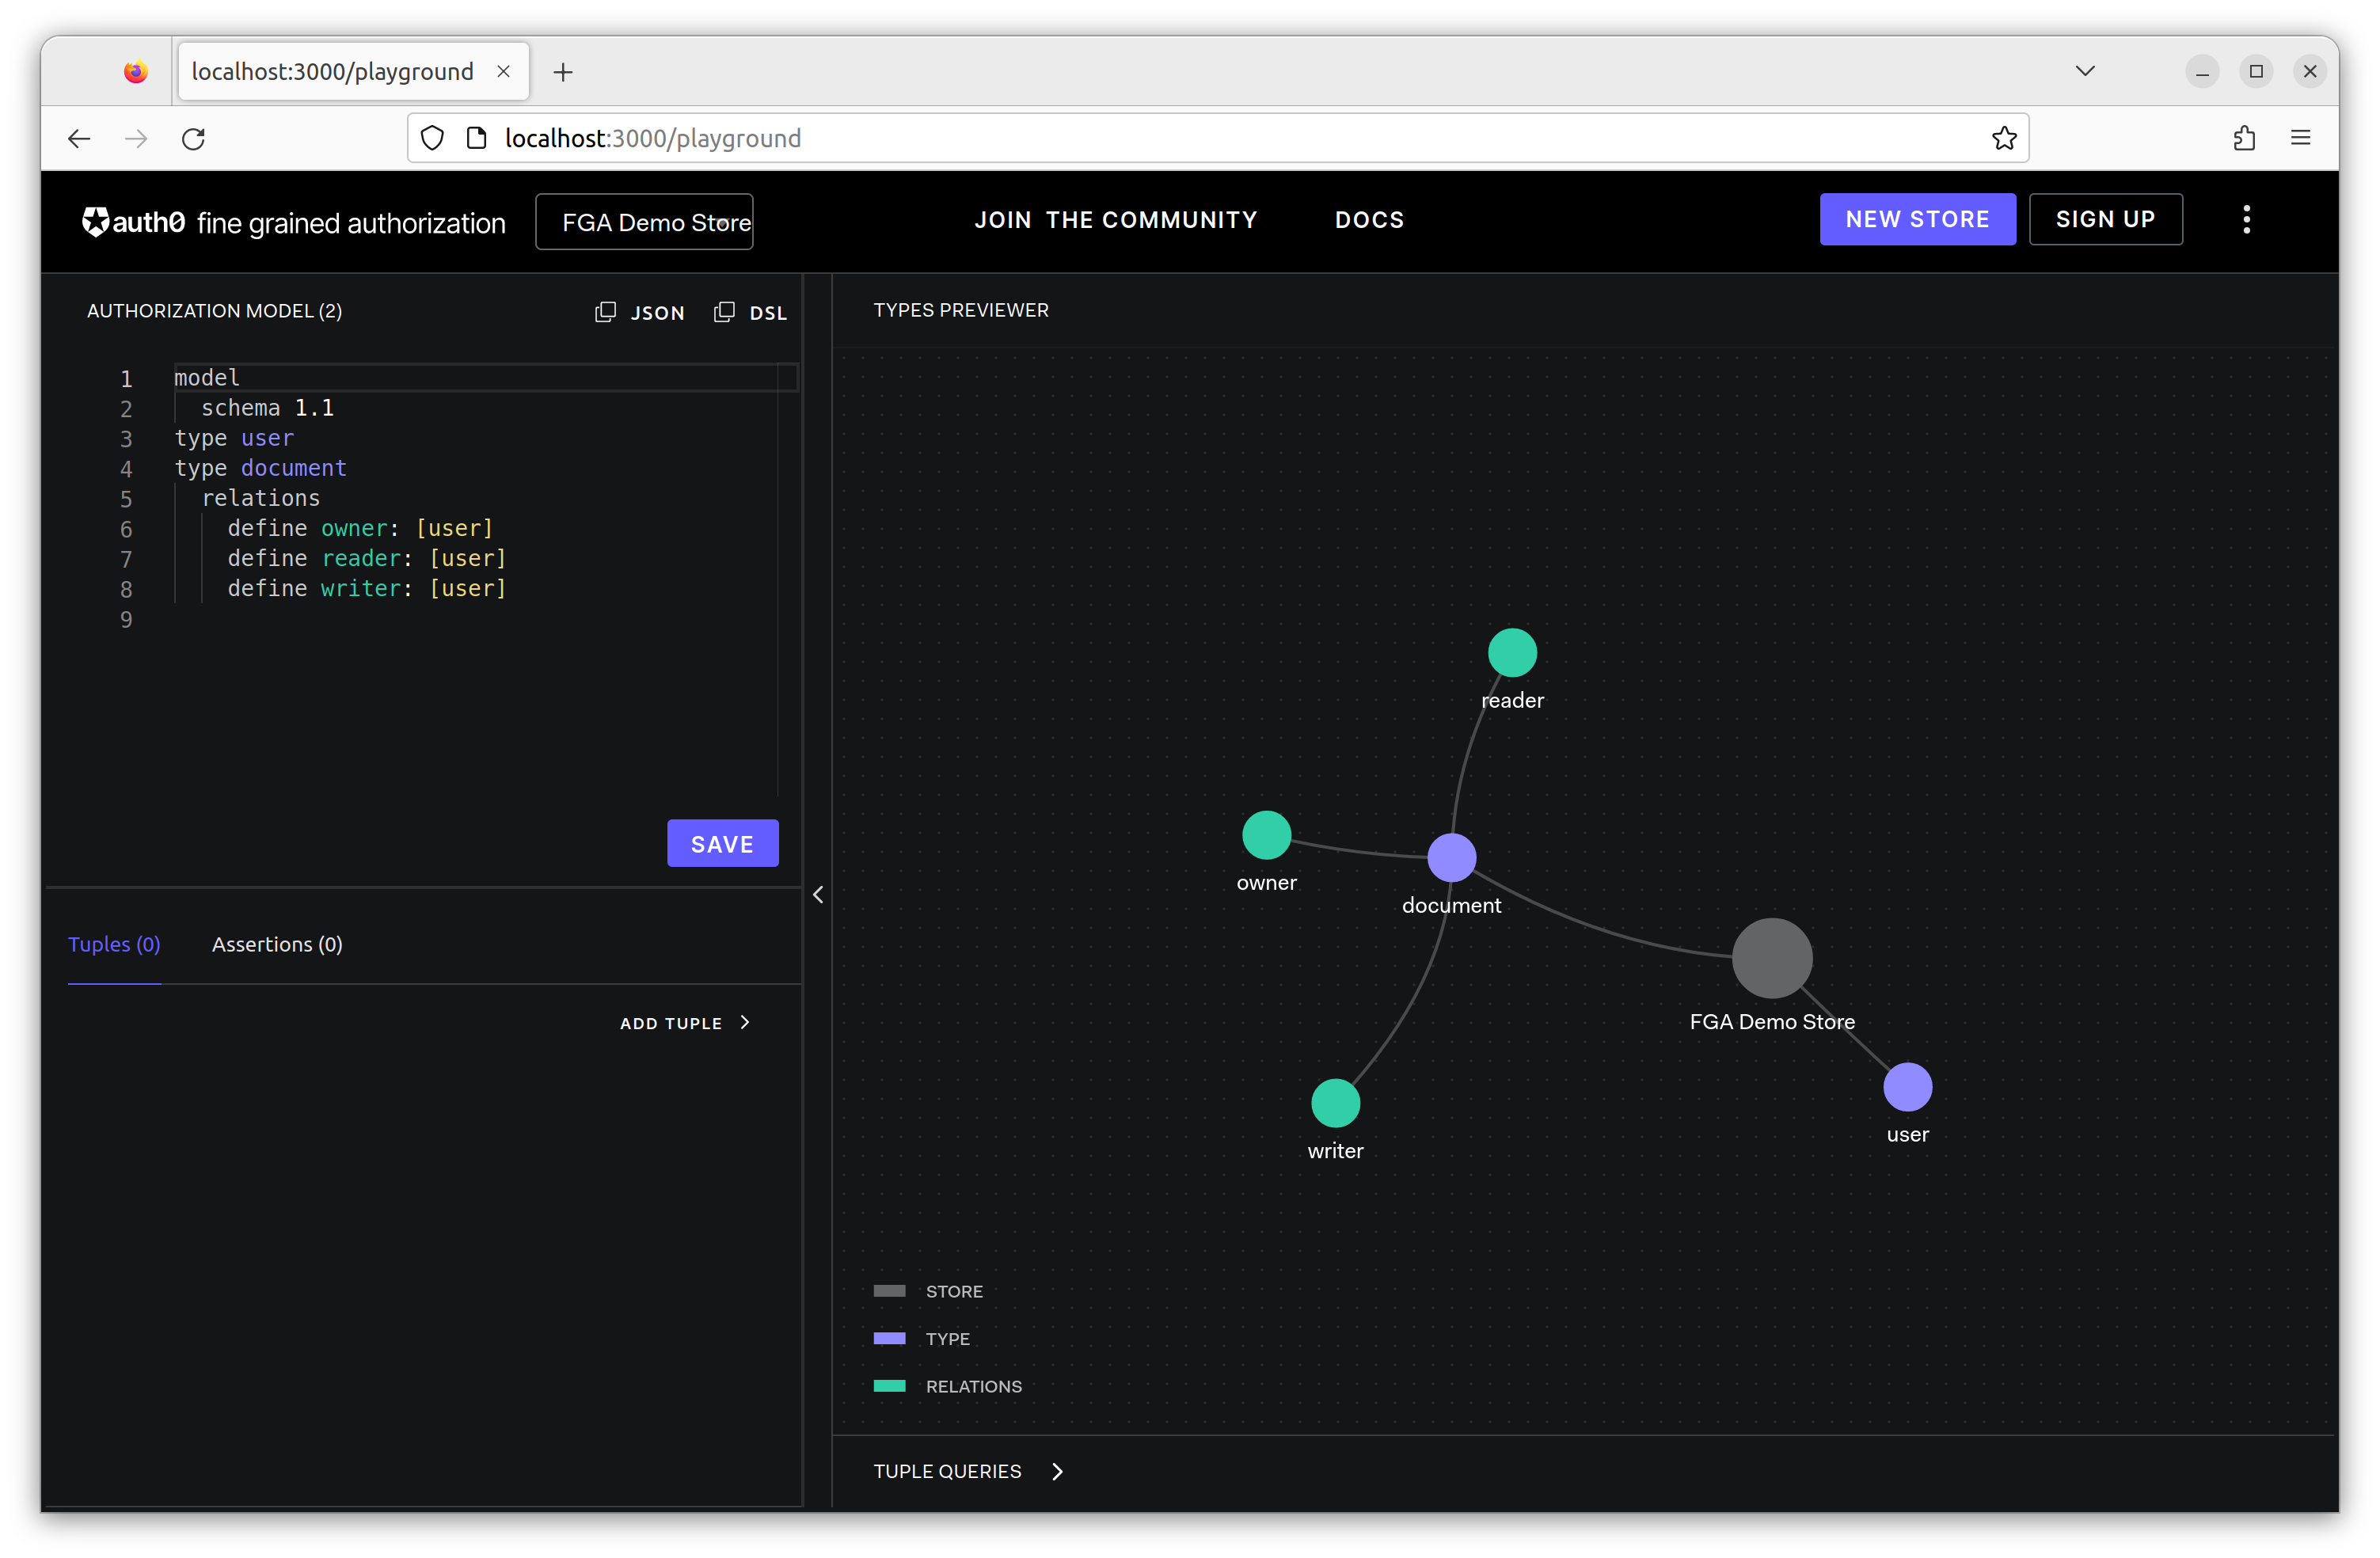 localhost:3000/playground
localhost:3000/playground
auth0 fine grained authorization
FGA Demo Store
JOIN THE COMMUNITY
DOCS
NEW STORE
SIGN UP
AUTHORIZATION MODEL (2)
JSON
DSL
1 model
2 schema 1.1
3 type user
4 type document
5 relations
6 define owner: [user]
7 define reader: [user]
8 define writer: [user]
9
SAVE
Tuples (0)
Assertions (0)
ADD TUPLE
TYPES PREVIEWER
reader
owner
document
FGA Demo Store
writer
user
STORE
TYPE
RELATIONS
TUPLE QUERIES